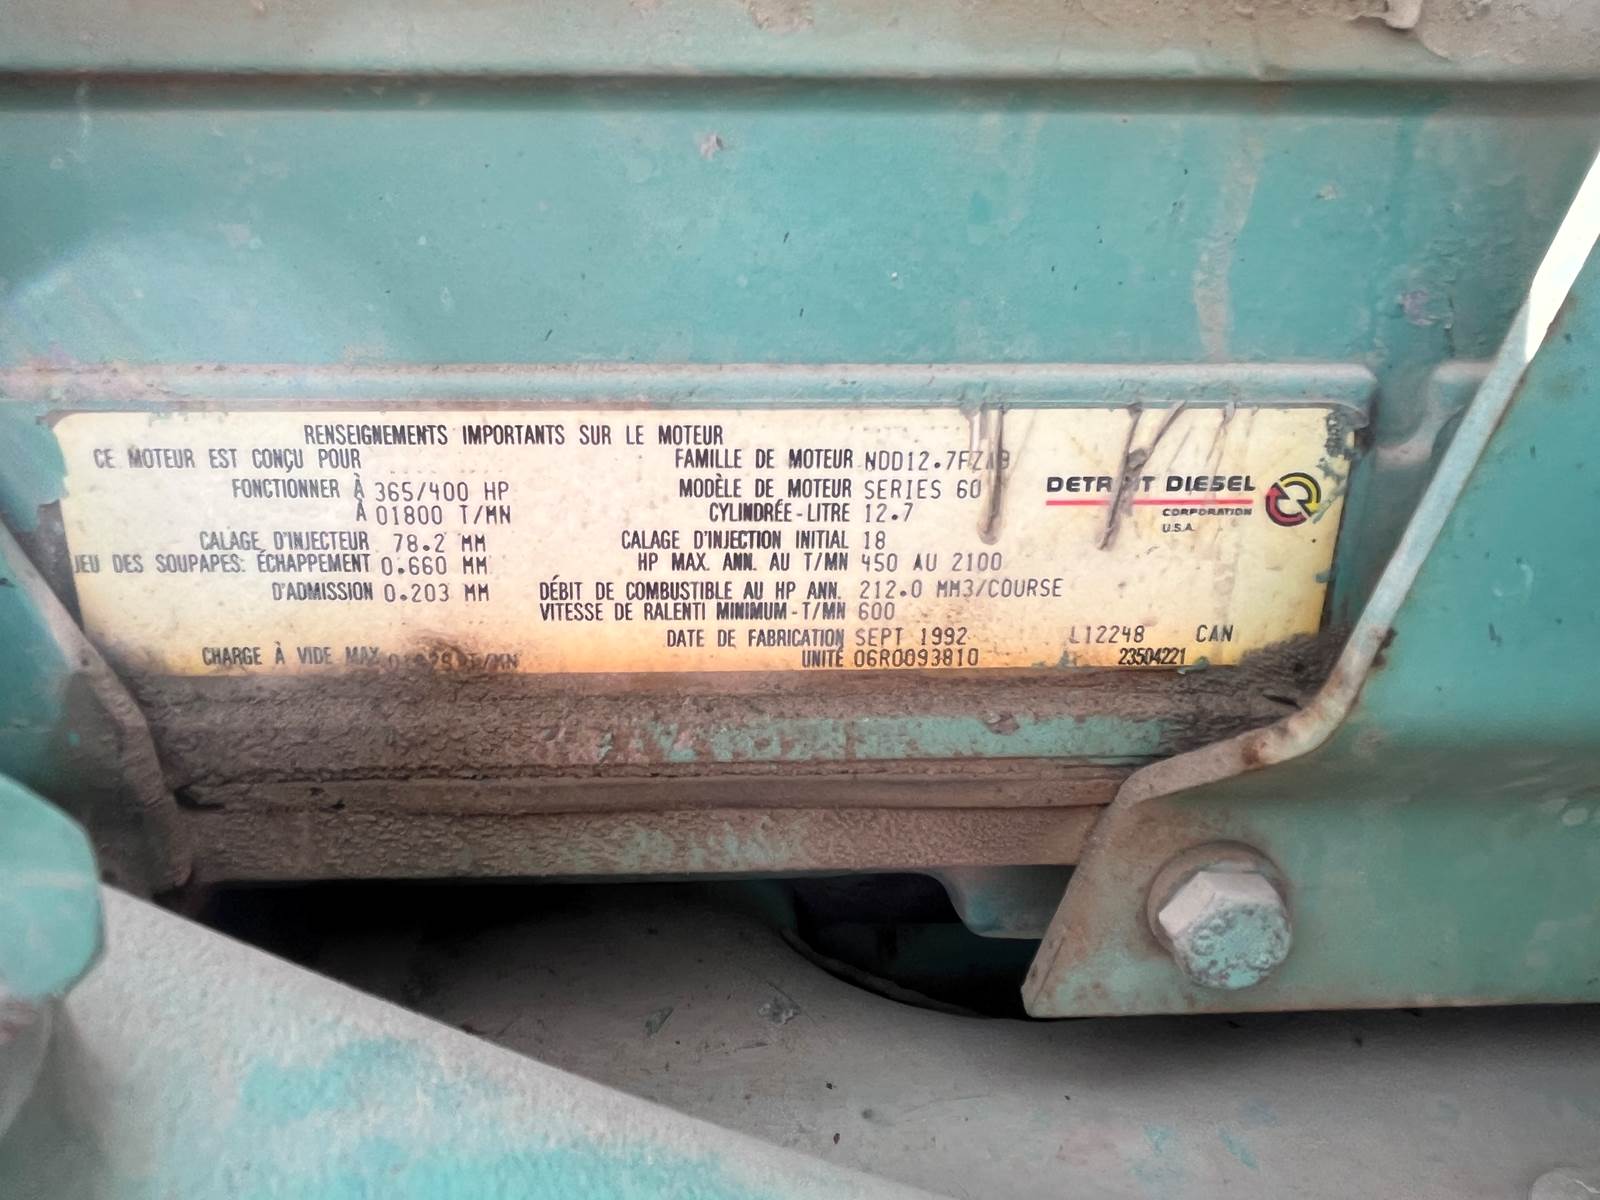 RENSEIGNEMENTS IMPORTANTS SUR LE MOTEUR
CE MOTEUR EST CONÇU POUR
FONCTIONNER À 365/400 HP
À 01800 T/MN
CALAGE D'INJECTEUR 78.2 MM
JEU DES SOUPAPES: ÉCHAPPEMENT 0.660 MM
D'ADMISSION 0.203 MM
CHARGE À VIDE MAX T/MN
FAMILLE DE MOTEUR
MODÈLE DE MOTEUR SERIES 60
CYLINDRÉE-LITRE 12.7
CALAGE D'INJECTION INITIAL 18
HP MAX. ANN. AU T/MN 450 AU 2100
DÉBIT DE COMBUSTIBLE AU HP ANN. 212.0 MM3/COURSE
VITESSE DE RALENTI MINIMUM-T/MN 600
DATE DE FABRICATION SEPT 1992
UNITÉ 06R0093810
DETROIT DIESEL
CORPORATION
U.S.A.
L12248 CAN
23504221